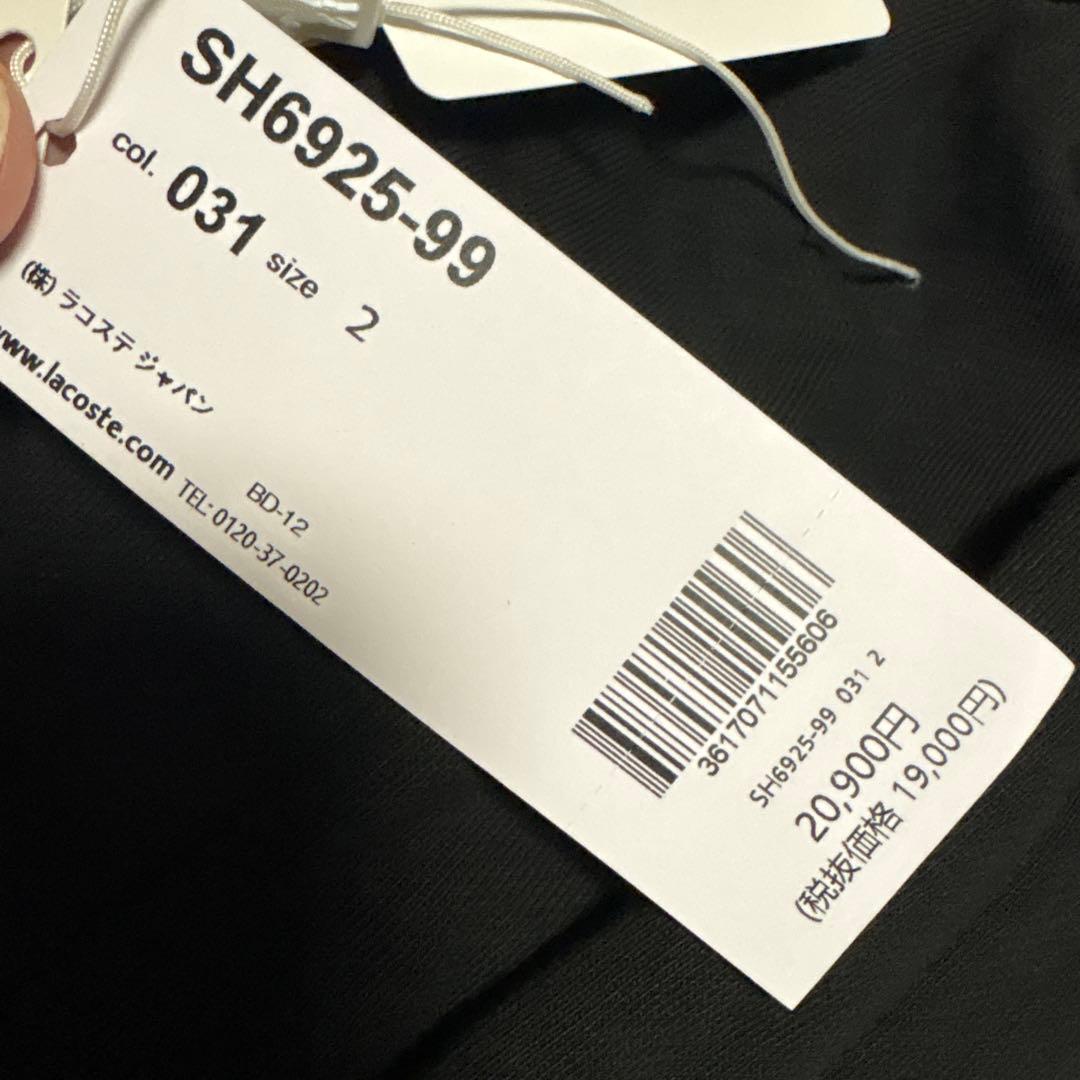 SH6925-99
col. 031 size 2
(株) ラコステ ジャパン
www.lacoste.com
BD-12
TEL: 0120-37-0202
3617071155606
SH6925-99 031 2
20,900円
(税抜価格 19,000円)